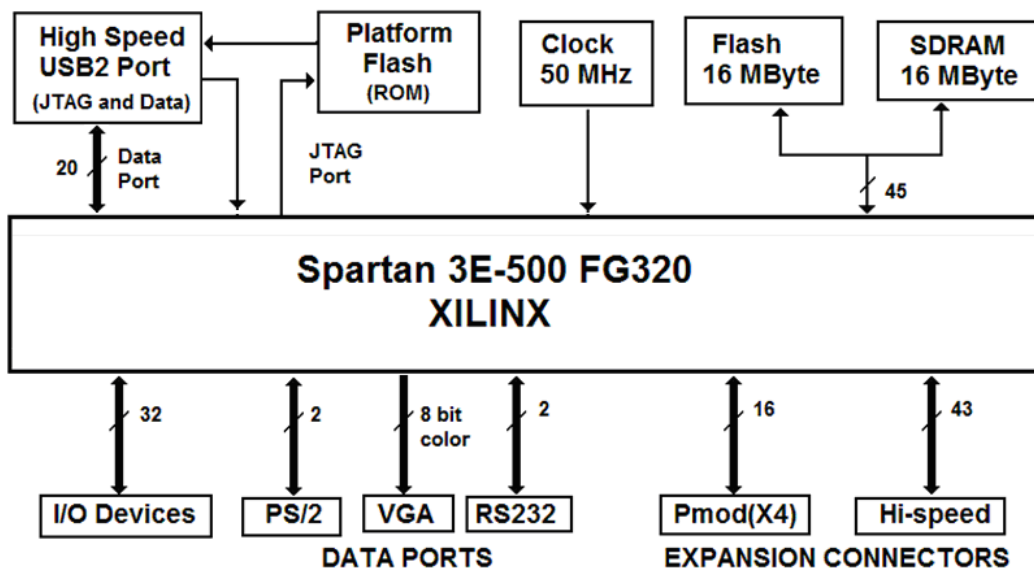 High Speed
USB2 Port
(JTAG and Data)
Platform
Flash
(ROM)
Clock
50 MHz
Flash
16 MByte
SDRAM
16 MByte
20
Data
Port
JTAG
Port
45
Spartan 3E-500 FG320
XILINX
32
2
8 bit
color
2
16
43
I/O Devices
PS/2
VGA
RS232
Pmod(X4)
Hi-speed
DATA PORTS
EXPANSION CONNECTORS